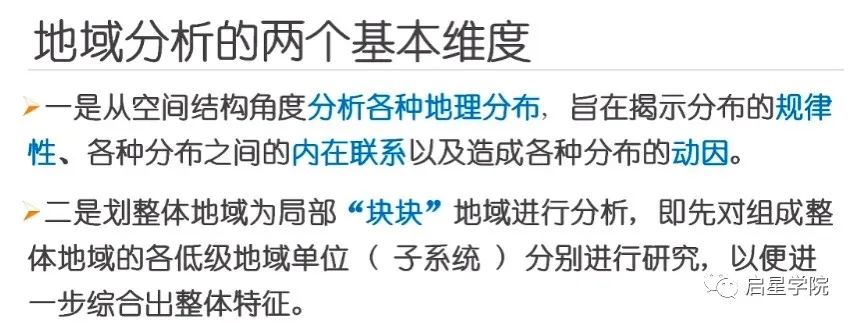 地域分析的两个基本维度
一是从空间结构角度分析各种地理分布，旨在揭示分布的规律
性、各种分布之间的内在联系以及造成各种分布的动因。
二是划整体地域为局部“块块”地域进行分析，即先对组成整
体地域的各低级地域单位（ 子系统 ）分别进行研究，以便进
一步综合出整体特征。
启星学院